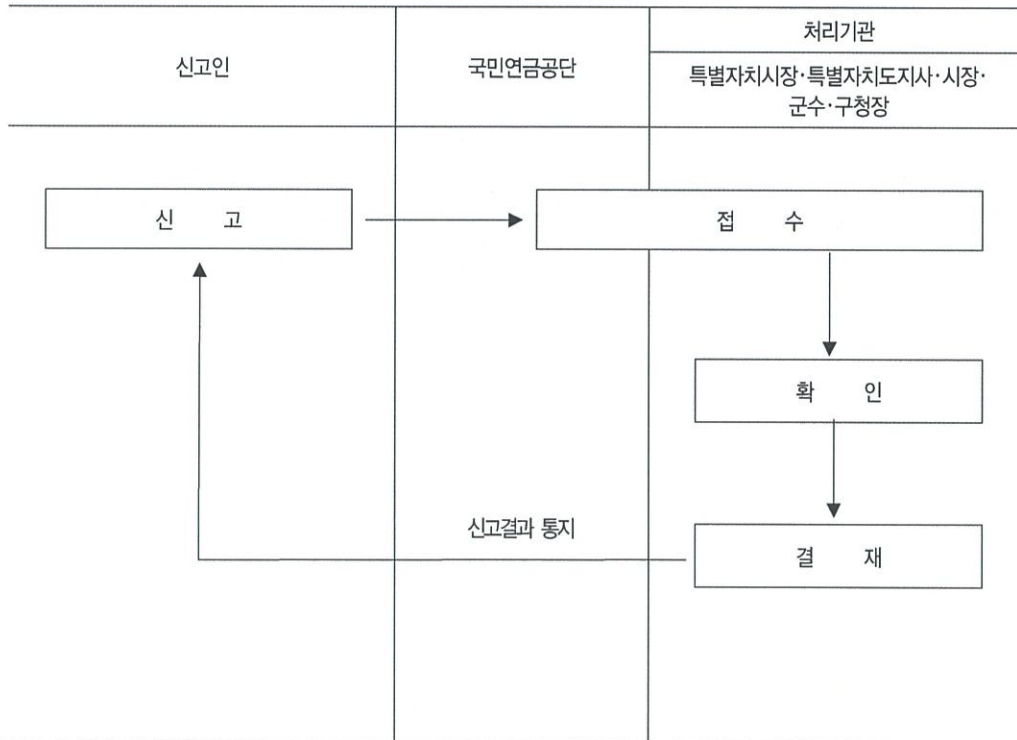 신고인
국민연금공단
처리기관
특별자치시장·특별자치도지사·시장·
군수·구청장
신 고
접 수
확 인
신고결과 통지
결 재